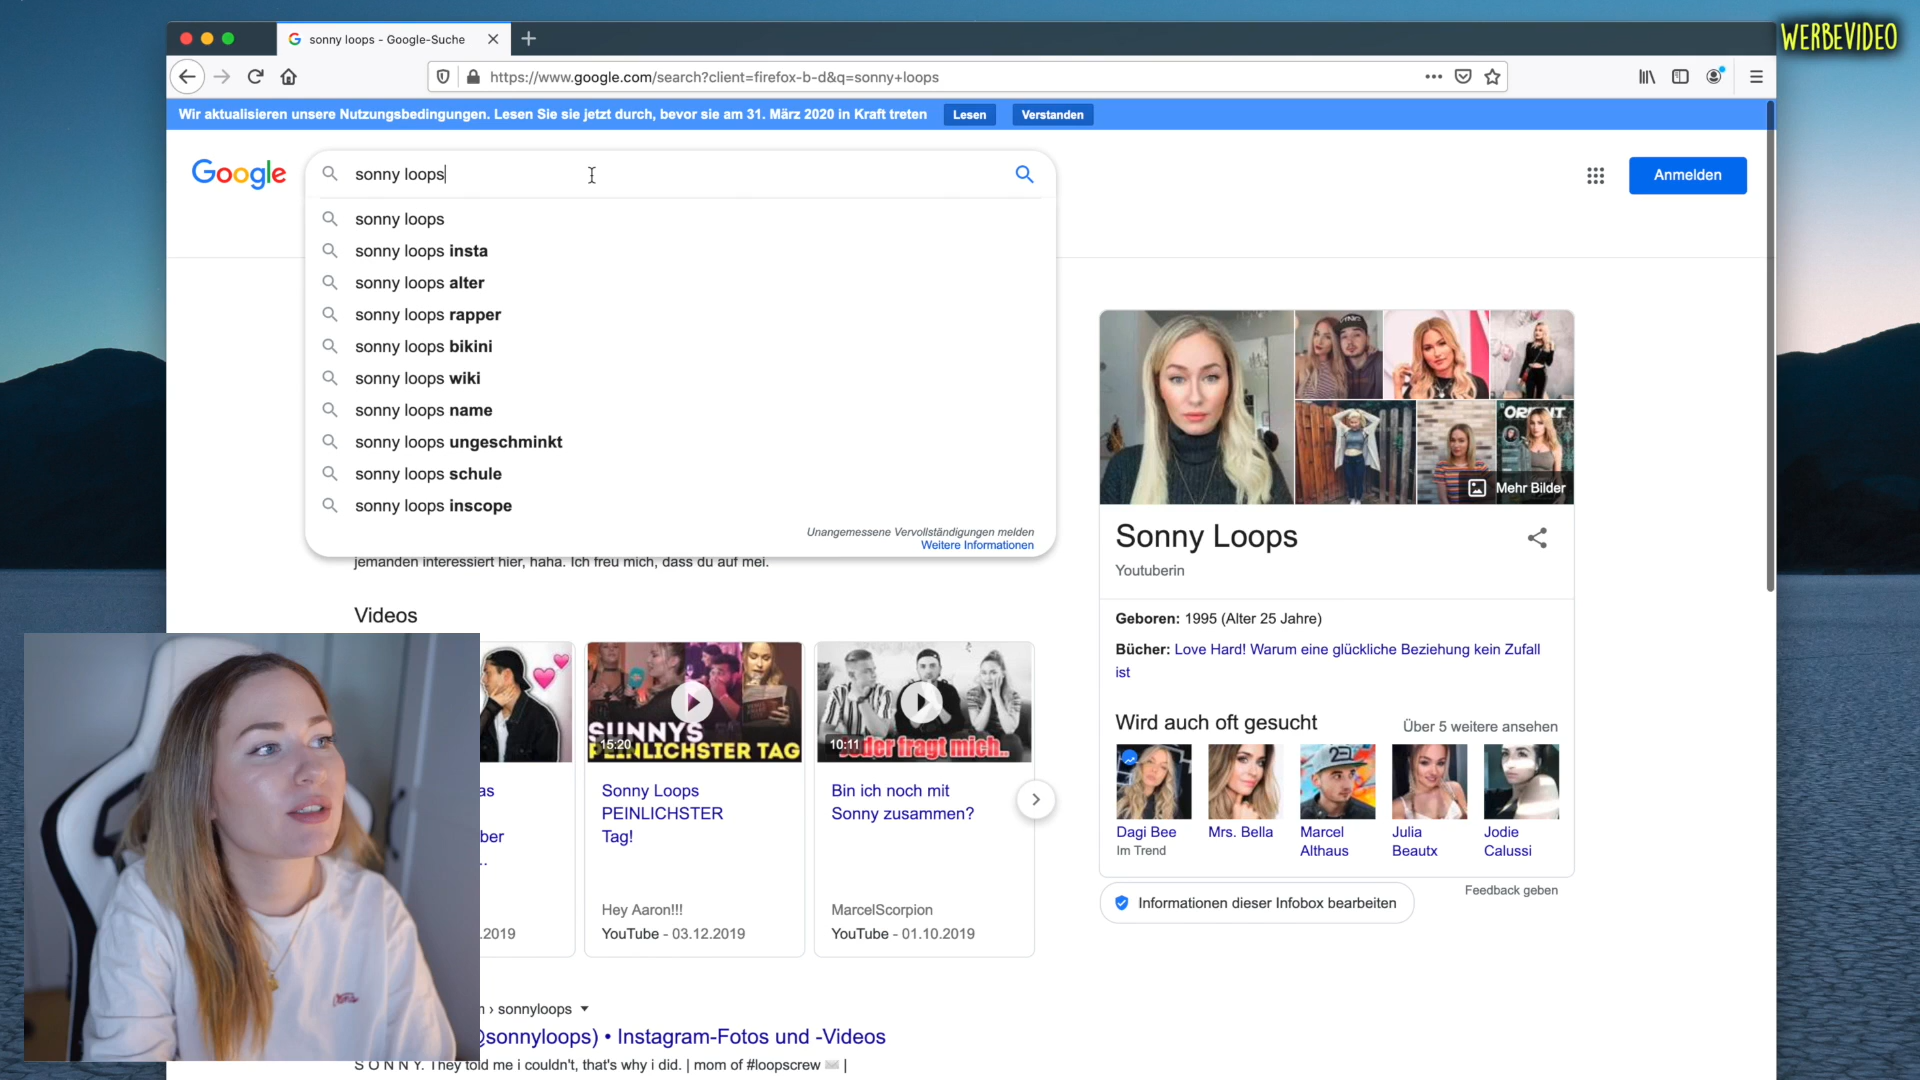 WERBEVIDEO
sonny loops - Google-Suche
https://www.google.com/search?client=firefox-b-d&q=sonny+loops
Wir aktualisieren unsere Nutzungsbedingungen. Lesen Sie sie jetzt durch, bevor sie am 31. März 2020 in Kraft treten
Lesen
Verstanden
Google
sonny loops
Anmelden
sonny loops
sonny loops insta
sonny loops alter
sonny loops rapper
sonny loops bikini
sonny loops wiki
sonny loops name
sonny loops ungeschminkt
sonny loops schule
sonny loops inscope
Unangemessene Vervollständigungen melden
Weitere Informationen
jemanden interessiert hier, haha. Ich freu mich, dass du auf mei.
Videos
SUNNYS
15:20
PEINLICHSTER TAG
10:11
der fragt mich..
as
ber
..
Sonny Loops
PEINLICHSTER
Tag!
Bin ich noch mit
Sonny zusammen?
Hey Aaron!!!
MarcelScorpion
.2019
YouTube - 03.12.2019
YouTube - 01.10.2019
› sonnyloops
@sonnyloops) • Instagram-Fotos und -Videos
S O N N Y. They told me i couldn't, that's why i did. | mom of #loopscrew ✉ |
Mehr Bilder
Sonny Loops
Youtuberin
Geboren: 1995 (Alter 25 Jahre)
Bücher: Love Hard! Warum eine glückliche Beziehung kein Zufall
ist
Wird auch oft gesucht
Über 5 weitere ansehen
Dagi Bee
Im Trend
Mrs. Bella
Marcel
Althaus
Julia
Beautx
Jodie
Calussi
Feedback geben
Informationen dieser Infobox bearbeiten